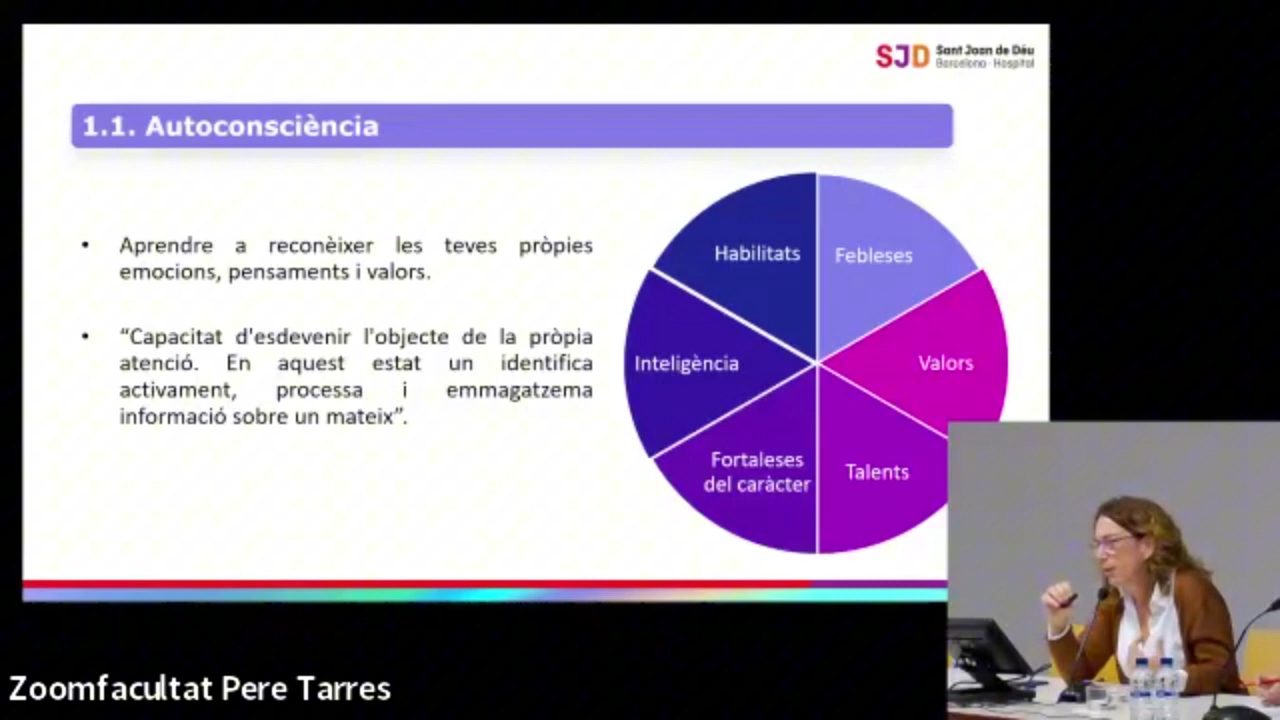 SJD Sant Joan de Déu
Barcelona · Hospital
1.1. Autoconsciència
• Aprendre a reconèixer les teves pròpies
emocions, pensaments i valors.
• “Capacitat d'esdevenir l'objecte de la pròpia
atenció. En aquest estat un identifica
activament, processa i emmagatzema
informació sobre un mateix”.
Habilitats
Febleses
Inteligència
Valors
Fortaleses
del caràcter
Talents
Zoomfacultat Pere Tarres